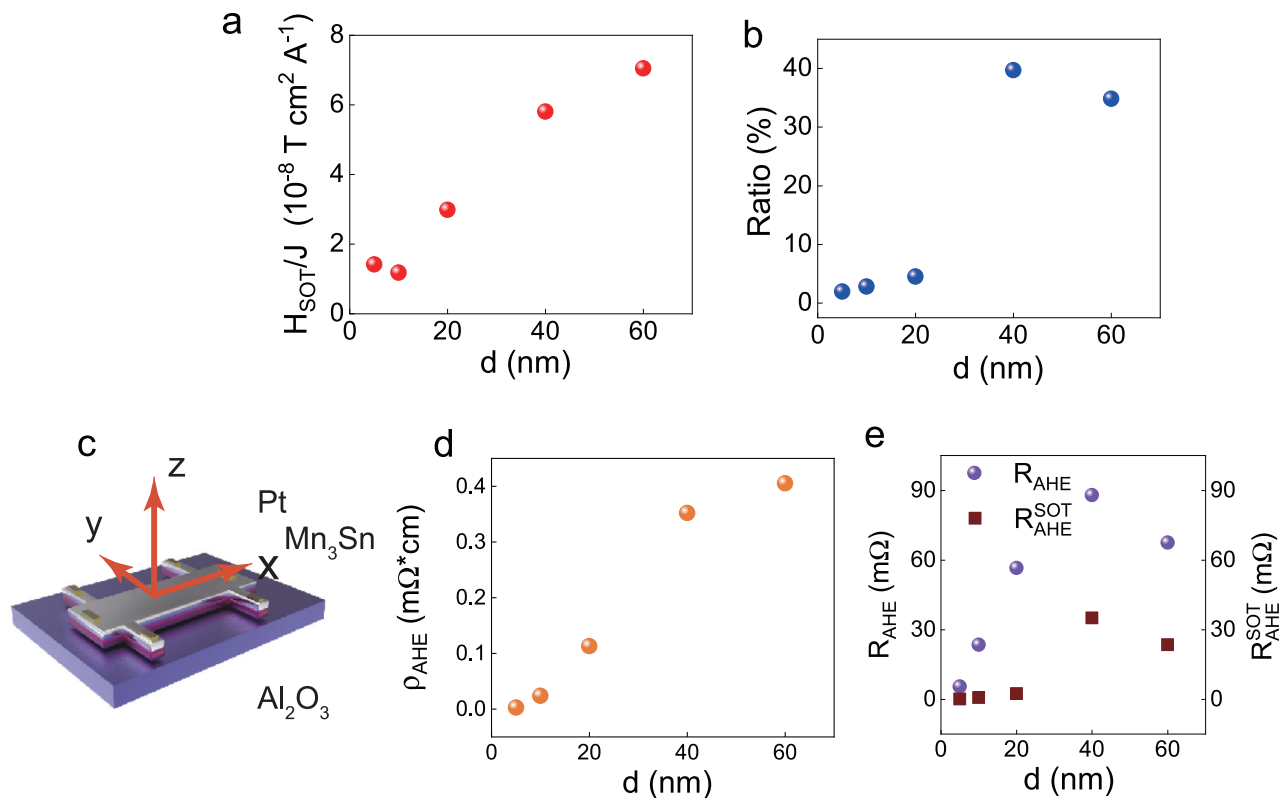 a
H_SOT/J (10^-8 T cm^2 A^-1)
8
6
4
2
0
0 20 40 60
d (nm)
b
Ratio (%)
40
30
20
10
0
0 20 40 60
d (nm)
c
z
y
x
Pt
Mn₃Sn
Al₂O₃
d
ρ_AHE (mΩ*cm)
0.4
0.3
0.2
0.1
0.0
0 20 40 60
d (nm)
e
R_AHE
R_AHE^SOT
R_AHE (mΩ)
90
60
30
0
0 20 40 60
d (nm)
90
60
30
0
R_AHE^SOT (mΩ)